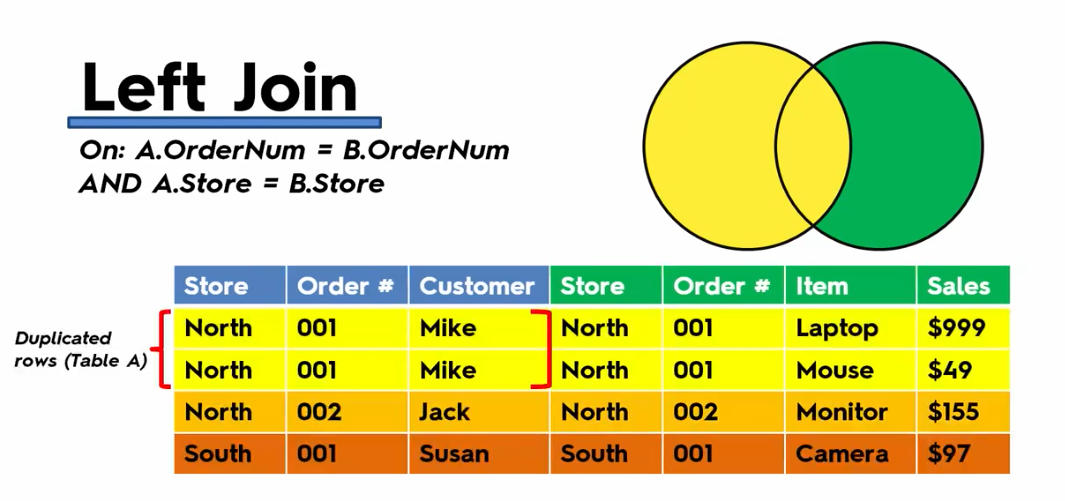 Left Join
On: A.OrderNum = B.OrderNum
AND A.Store = B.Store
Store Order # Customer Store Order # Item Sales
Duplicated
rows (Table A)
North 001 Mike North 001 Laptop $999
North 001 Mike North 001 Mouse $49
North 002 Jack North 002 Monitor $155
South 001 Susan South 001 Camera $97